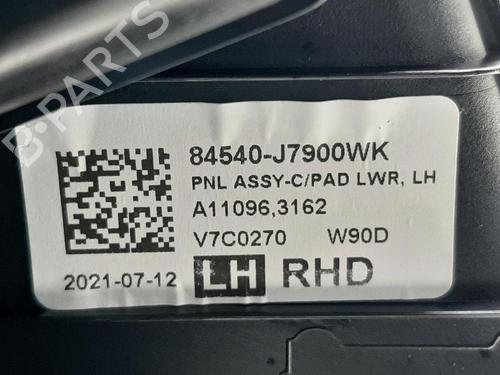 B-PARTS
84540-J7900WK
PNL ASSY-C/PAD LWR, LH
A11096,3162
V7C0270 W90D
2021-07-12 LH RHD